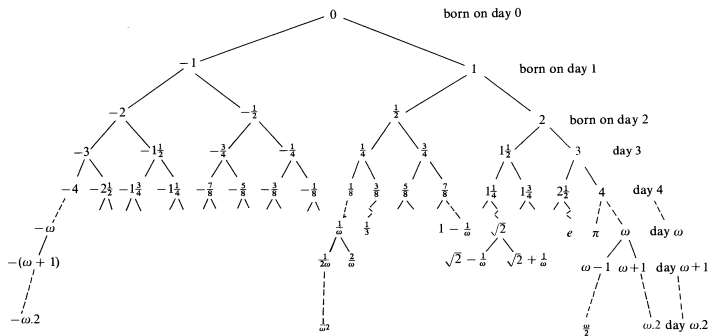 0 born on day 0
-1 1 born on day 1
-2 -½ ½ 2 born on day 2
-3 -1½ -¾ -¼ ¼ ¾ 1½ 3 day 3
-4 -2½ -1¾ -1¼ -⅞ -⅝ -⅜ -⅛ ⅛ ⅜ ⅝ ⅞ 1¼ 1¾ 2½ 4 day 4
-ω 1/ω 1/3 1 - 1/ω √2 e π ω day ω
-(ω + 1) 1/2ω 2/ω √2 - 1/ω √2 + 1/ω ω-1 ω+1 day ω+1
-ω.2 1/ω² ω/2 ω.2 day ω.2